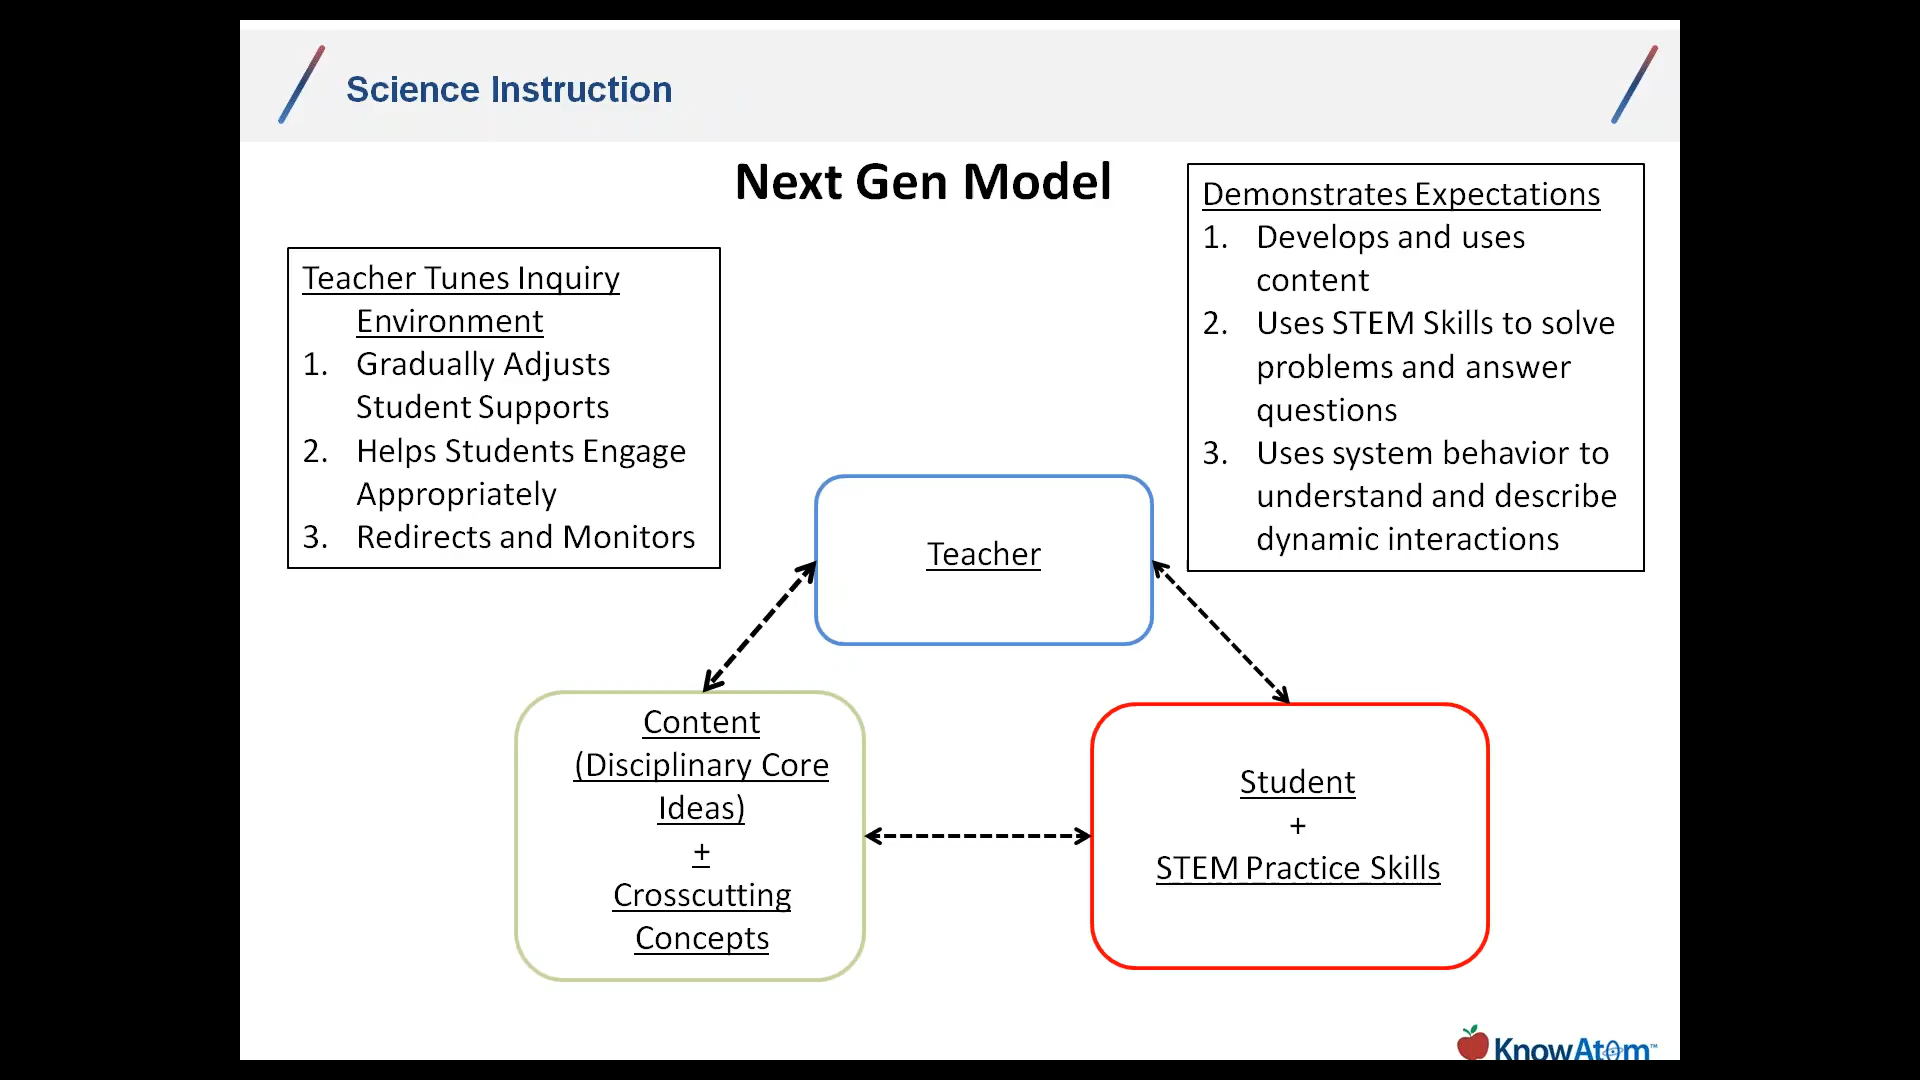 Science Instruction
Next Gen Model
Teacher Tunes Inquiry
Environment
1. Gradually Adjusts
Student Supports
2. Helps Students Engage
Appropriately
3. Redirects and Monitors
Demonstrates Expectations
1. Develops and uses
content
2. Uses STEM Skills to solve
problems and answer
questions
3. Uses system behavior to
understand and describe
dynamic interactions
Teacher
Content
(Disciplinary Core
Ideas)
+
Crosscutting
Concepts
Student
+
STEM Practice Skills
KnowAtom™